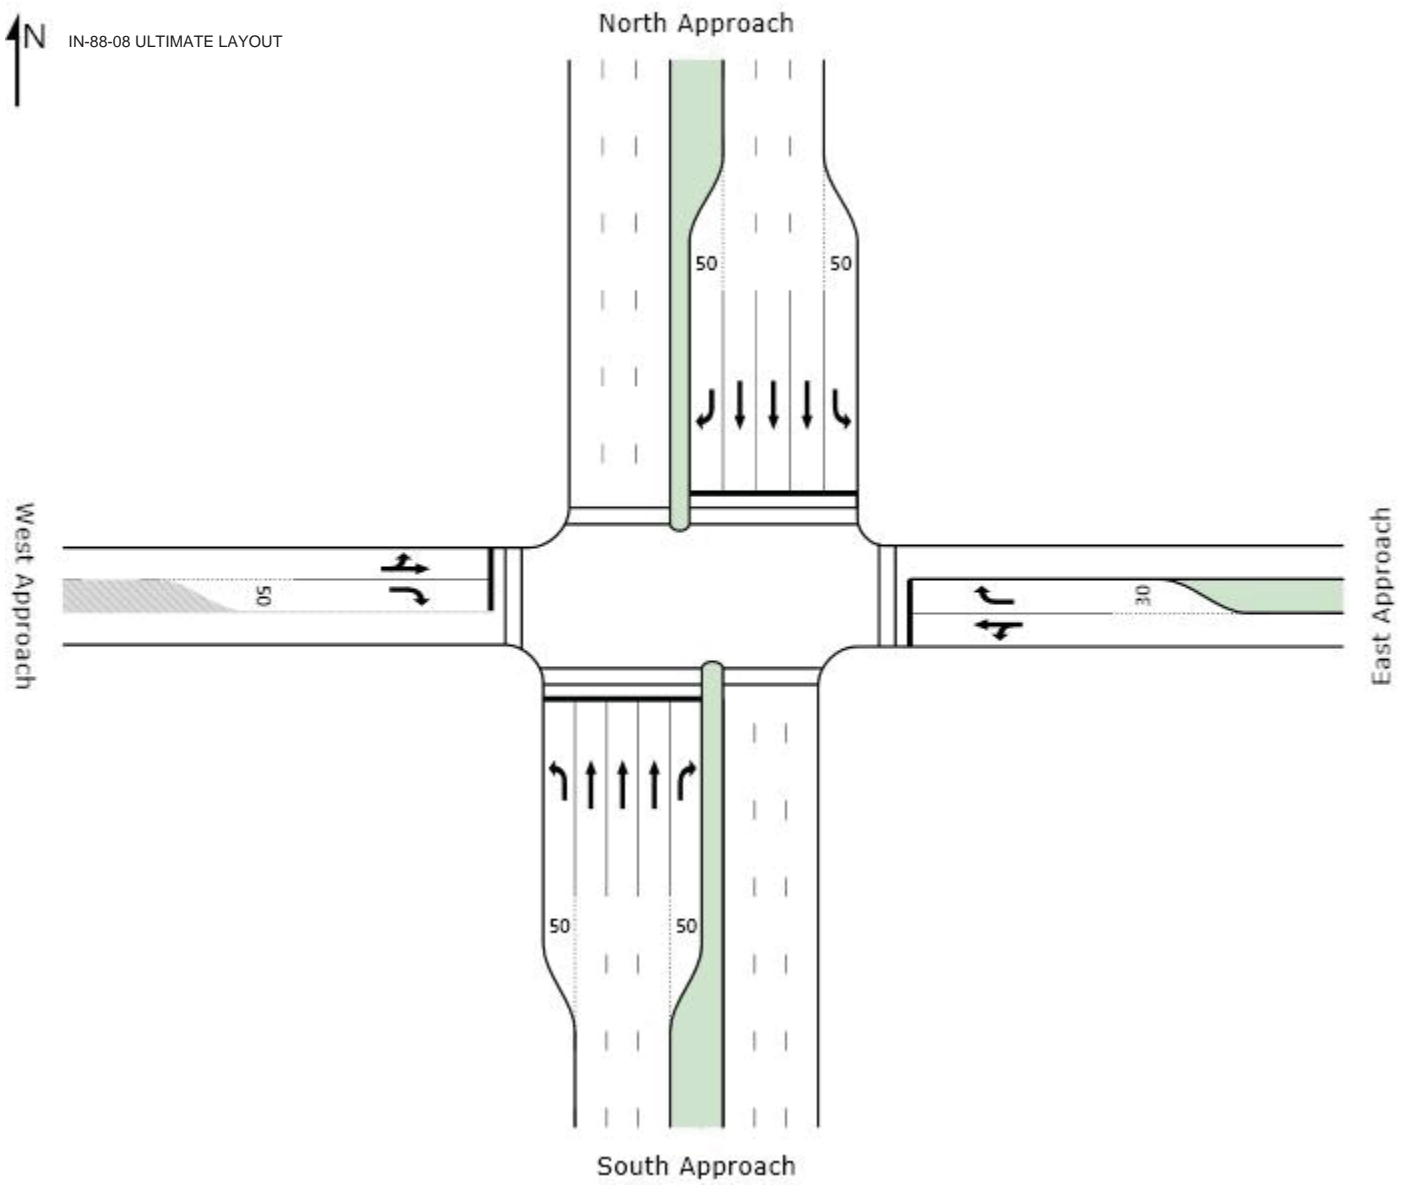 North Approach
N
IN-88-08 ULTIMATE LAYOUT
50
50
West Approach
50
30
East Approach
50
50
South Approach